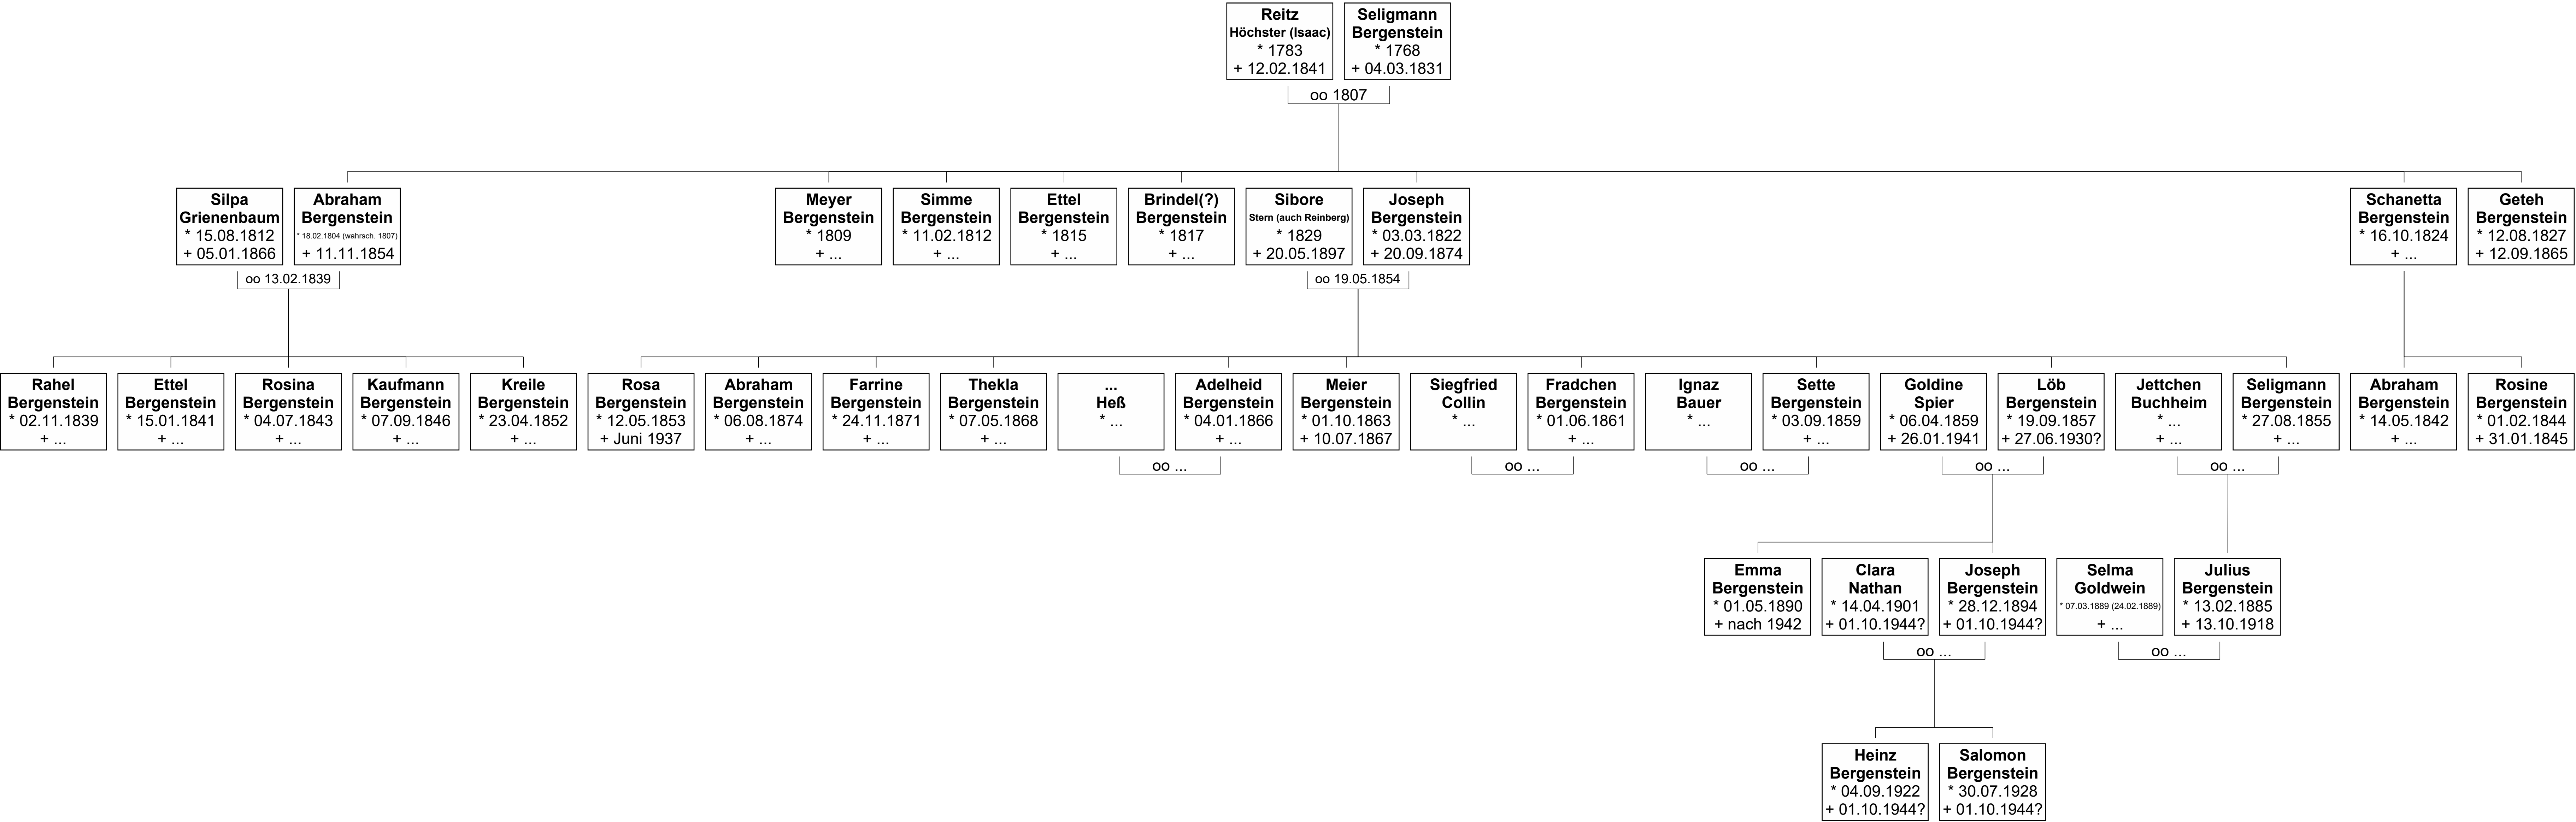 Reitz
Höchster (Isaac)
* 1783
+ 12.02.1841
Seligmann
Bergenstein
* 1768
+ 04.03.1831
oo 1807
Silpa
Grienenbaum
* 15.08.1812
+ 05.01.1866
Abraham
Bergenstein
* 18.02.1804 (wahrsch. 1807)
+ 11.11.1854
oo 13.02.1839
Meyer
Bergenstein
* 1809
+ ...
Simme
Bergenstein
* 11.02.1812
+ ...
Ettel
Bergenstein
* 1815
+ ...
Brindel(?)
Bergenstein
* 1817
+ ...
Sibore
Stern (auch Reinberg)
* 1829
+ 20.05.1897
Joseph
Bergenstein
* 03.03.1822
+ 20.09.1874
oo 19.05.1854
Schanetta
Bergenstein
* 16.10.1824
+ ...
Geteh
Bergenstein
* 12.08.1827
+ 12.09.1865
Rahel
Bergenstein
* 02.11.1839
+ ...
Ettel
Bergenstein
* 15.01.1841
+ ...
Rosina
Bergenstein
* 04.07.1843
+ ...
Kaufmann
Bergenstein
* 07.09.1846
+ ...
Kreile
Bergenstein
* 23.04.1852
+ ...
Rosa
Bergenstein
* 12.05.1853
+ Juni 1937
Abraham
Bergenstein
* 06.08.1874
+ ...
Farrine
Bergenstein
* 24.11.1871
+ ...
Thekla
Bergenstein
* 07.05.1868
+ ...
...
Heß
* ...
Adelheid
Bergenstein
* 04.01.1866
+ ...
oo ...
Meier
Bergenstein
* 01.10.1863
+ 10.07.1867
Siegfried
Collin
* ...
Fradchen
Bergenstein
* 01.06.1861
+ ...
oo ...
Ignaz
Bauer
* ...
Sette
Bergenstein
* 03.09.1859
+ ...
oo ...
Goldine
Spier
* 06.04.1859
+ 26.01.1941
Löb
Bergenstein
* 19.09.1857
+ 27.06.1930?
oo ...
Jettchen
Buchheim
* ...
+ ...
Seligmann
Bergenstein
* 27.08.1855
+ ...
oo ...
Abraham
Bergenstein
* 14.05.1842
+ ...
Rosine
Bergenstein
* 01.02.1844
+ 31.01.1845
Emma
Bergenstein
* 01.05.1890
+ nach 1942
Clara
Nathan
* 14.04.1901
+ 01.10.1944?
Joseph
Bergenstein
* 28.12.1894
+ 01.10.1944?
oo ...
Selma
Goldwein
* 07.03.1889 (24.02.1889)
+ ...
Julius
Bergenstein
* 13.02.1885
+ 13.10.1918
oo ...
Heinz
Bergenstein
* 04.09.1922
+ 01.10.1944?
Salomon
Bergenstein
* 30.07.1928
+ 01.10.1944?